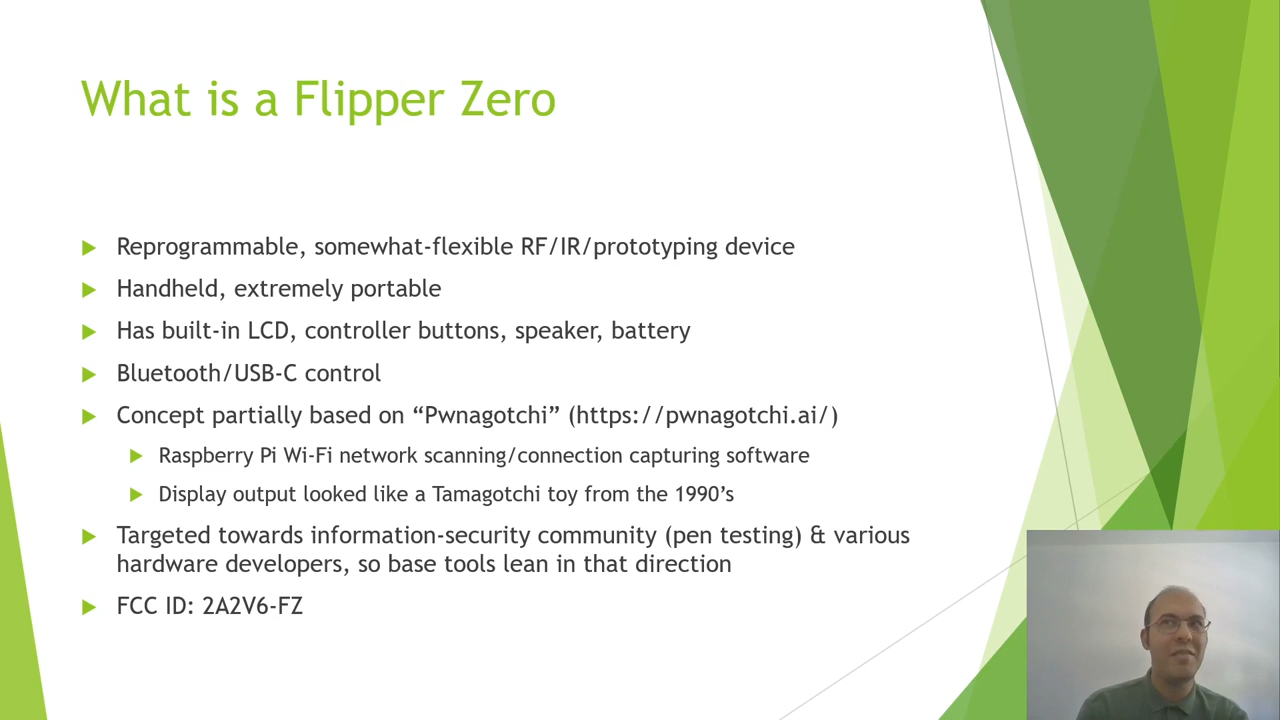 What is a Flipper Zero
Reprogrammable, somewhat-flexible RF/IR/prototyping device
Handheld, extremely portable
Has built-in LCD, controller buttons, speaker, battery
Bluetooth/USB-C control
Concept partially based on “Pwnagotchi” (https://pwnagotchi.ai/)
Raspberry Pi Wi-Fi network scanning/connection capturing software
Display output looked like a Tamagotchi toy from the 1990’s
Targeted towards information-security community (pen testing) & various
hardware developers, so base tools lean in that direction
FCC ID: 2A2V6-FZ